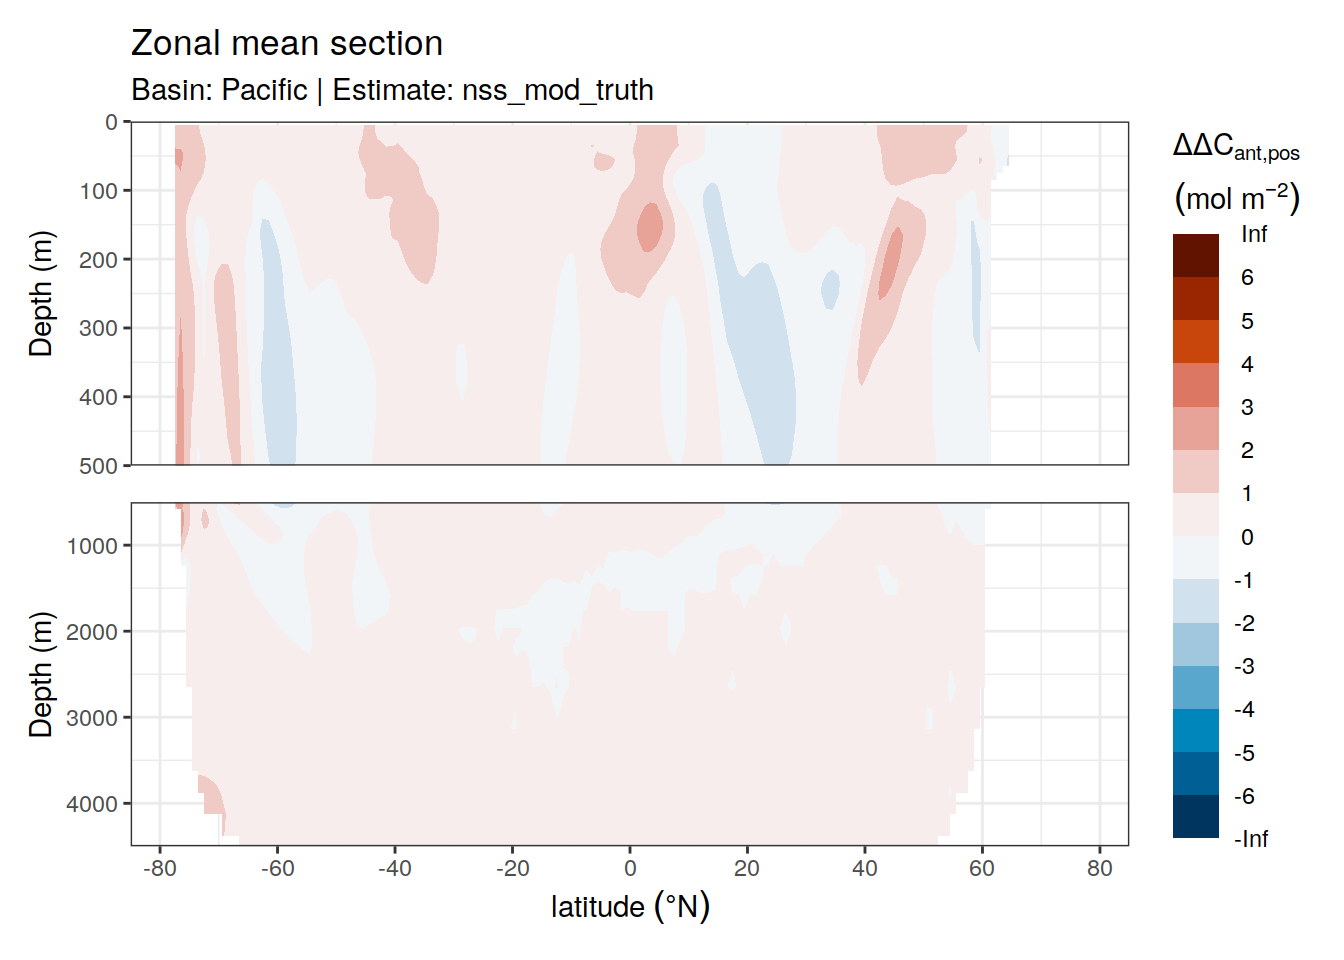 Zonal mean section
Basin: Pacific | Estimate: nss_mod_truth
ΔΔC_ant,pos
(mol m⁻²)
Inf
6
5
4
3
2
1
0
-1
-2
-3
-4
-5
-6
-Inf
Depth (m)
0
100
200
300
400
500
Depth (m)
1000
2000
3000
4000
-80 -60 -40 -20 0 20 40 60 80
latitude (°N)